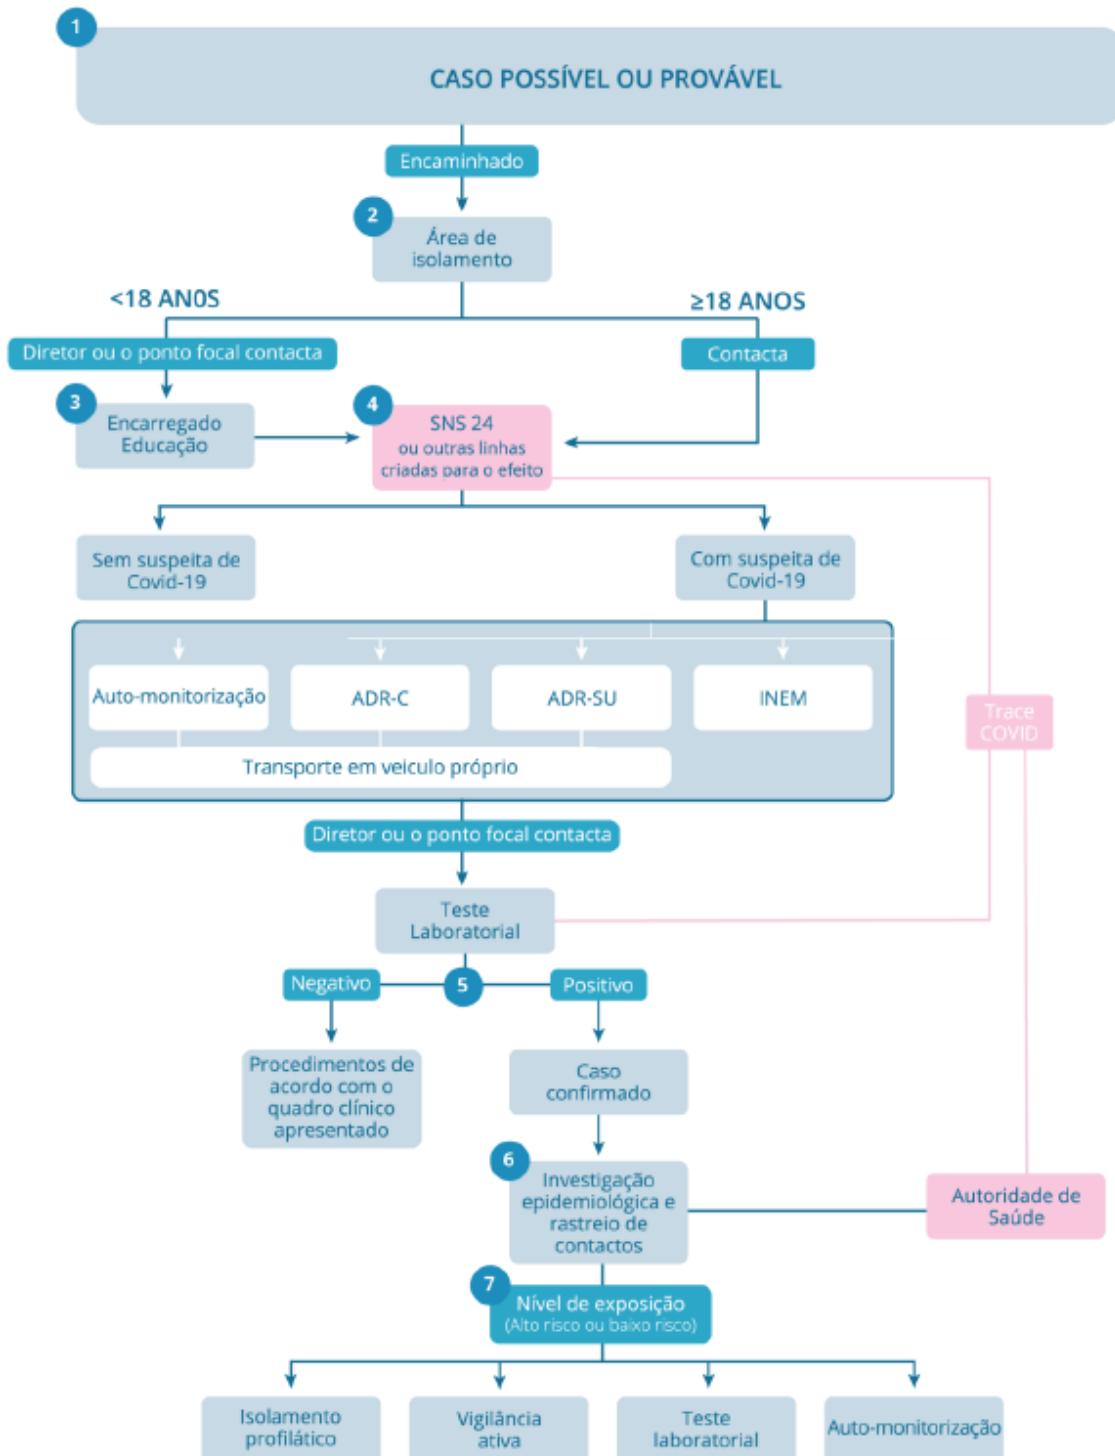 1
CASO POSSÍVEL OU PROVÁVEL
Encaminhado
2
Área de
isolamento
<18 AN0S
≥18 ANOS
Diretor ou o ponto focal contacta
Contacta
3
Encarregado
Educação
4
SNS 24
ou outras linhas
criadas para o efeito
Sem suspeita de
Covid-19
Com suspeita de
Covid-19
Auto-monitorização
ADR-C
ADR-SU
INEM
Transporte em veiculo próprio
Trace
COVID
Diretor ou o ponto focal contacta
Teste
Laboratorial
Negativo
5
Positivo
Procedimentos de
acordo com o
quadro clínico
apresentado
Caso
confirmado
6
Investigação
epidemiológica e
rastreio de
contactos
Autoridade de
Saúde
7
Nível de exposição
(Alto risco ou baixo risco)
Isolamento
profilático
Vigilância
ativa
Teste
laboratorial
Auto-monitorização